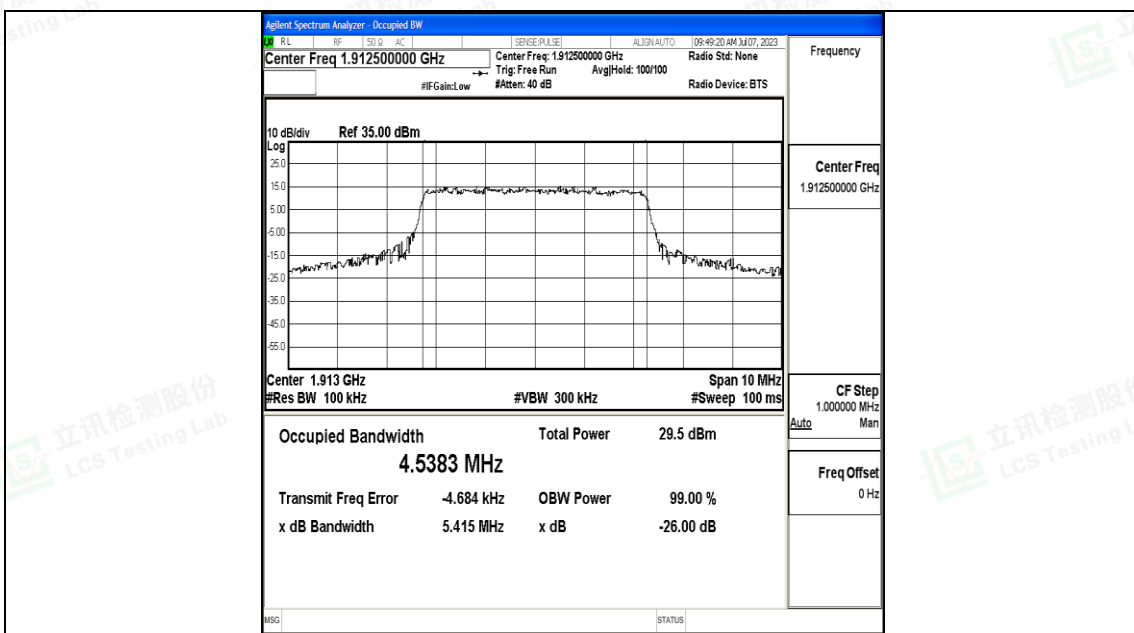 Agilent Spectrum Analyzer - Occupied BW
RL RF 50 Ω AC SENSE:PULSE ALIGN AUTO 09:49:20 AM Jul 07, 2023
Center Freq 1.912500000 GHz
Center Freq: 1.912500000 GHz
Radio Std: None
Trig: Free Run Avg|Hold: 100/100
#IFGain:Low
#Atten: 40 dB
Radio Device: BTS
10 dB/div Ref 35.00 dBm
Log
25.0
15.0
5.00
-5.00
-15.0
-25.0
-35.0
-45.0
-55.0
Center 1.913 GHz
Span 10 MHz
#Res BW 100 kHz
#VBW 300 kHz
#Sweep 100 ms
Occupied Bandwidth
Total Power 29.5 dBm
4.5383 MHz
Transmit Freq Error -4.684 kHz
OBW Power 99.00 %
x dB Bandwidth 5.415 MHz
x dB -26.00 dB
MSG
STATUS
Frequency
Center Freq
1.912500000 GHz
CF Step
1.000000 MHz
Auto Man
Freq Offset
0 Hz
立讯检测股份
LCS Testing Lab
立讯检测股份
LCS Testing L